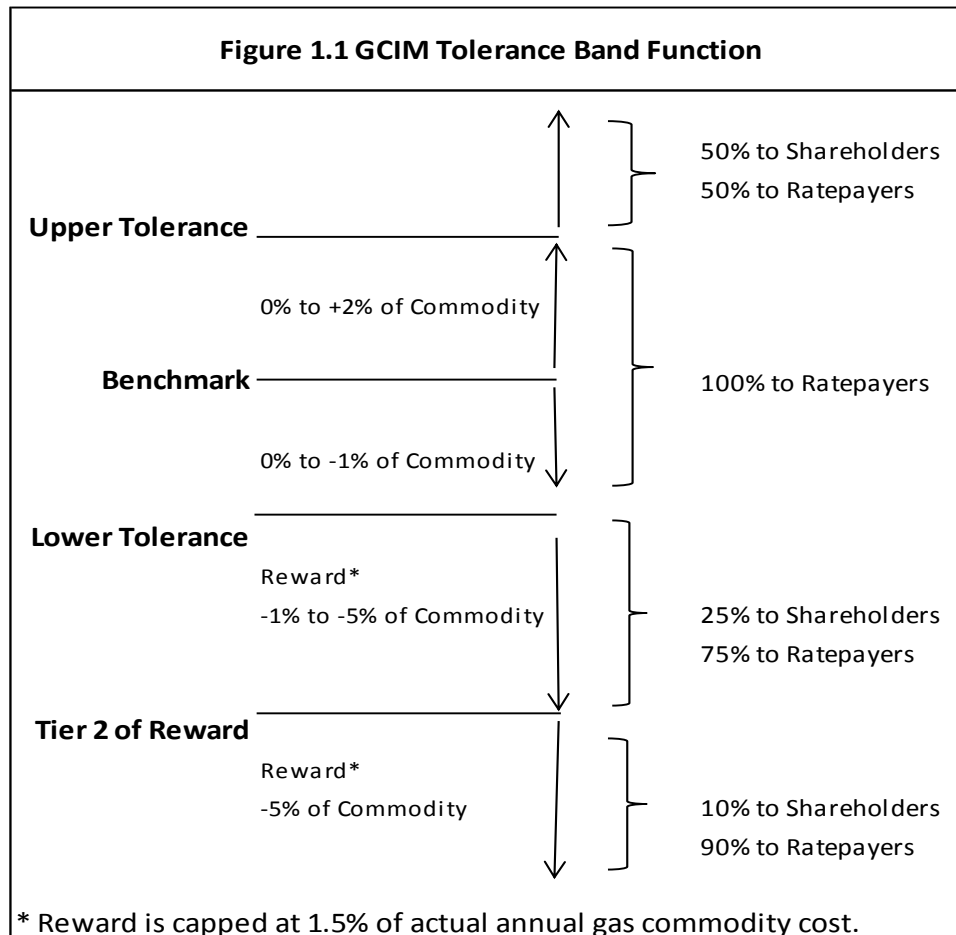 Figure 1.1 GCIM Tolerance Band Function
50% to Shareholders
50% to Ratepayers
Upper Tolerance
0% to +2% of Commodity
Benchmark
100% to Ratepayers
0% to -1% of Commodity
Lower Tolerance
Reward*
-1% to -5% of Commodity
25% to Shareholders
75% to Ratepayers
Tier 2 of Reward
Reward*
-5% of Commodity
10% to Shareholders
90% to Ratepayers
* Reward is capped at 1.5% of actual annual gas commodity cost.